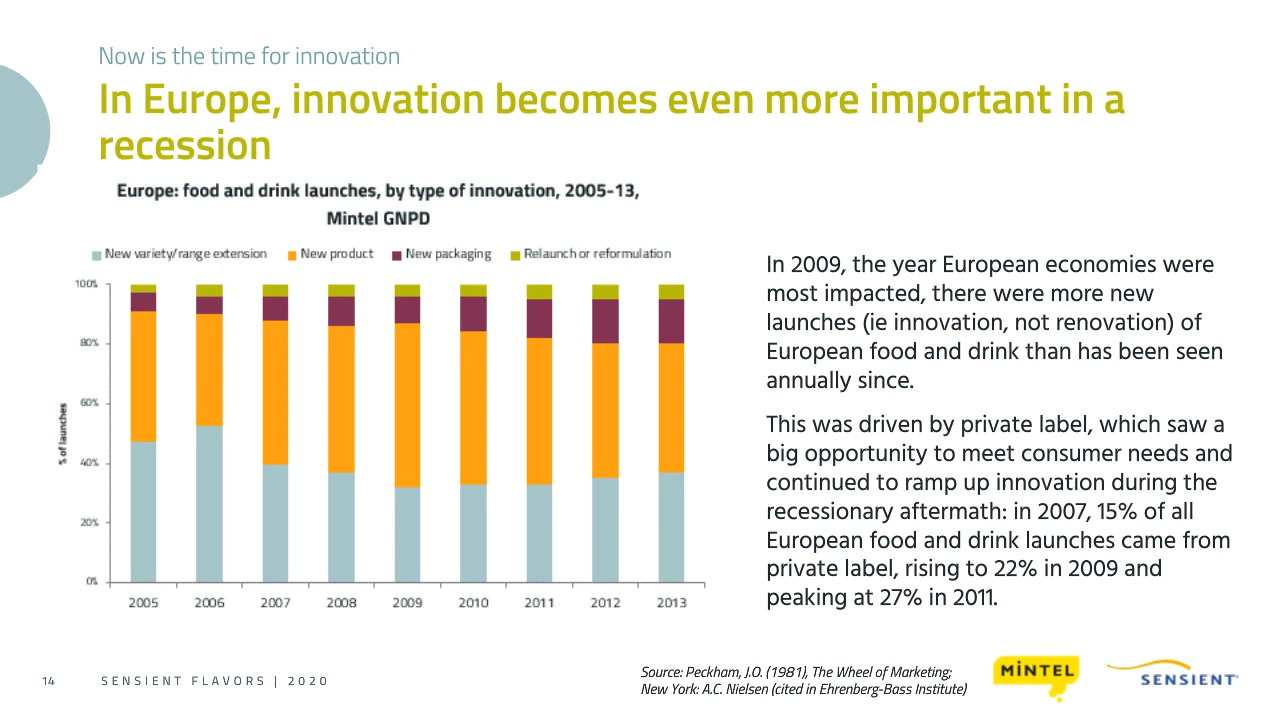 Now is the time for innovation
In Europe, innovation becomes even more important in a
recession
Europe: food and drink launches, by type of innovation, 2005-13,
Mintel GNPD
New variety/range extension New product New packaging Relaunch or reformulation
% of launches
100%
80%
60%
40%
20%
0%
2005 2006 2007 2008 2009 2010 2011 2012 2013
In 2009, the year European economies were
most impacted, there were more new
launches (ie innovation, not renovation) of
European food and drink than has been seen
annually since.
This was driven by private label, which saw a
big opportunity to meet consumer needs and
continued to ramp up innovation during the
recessionary aftermath: in 2007, 15% of all
European food and drink launches came from
private label, rising to 22% in 2009 and
peaking at 27% in 2011.
14 SENSIENT FLAVORS | 2020
Source: Peckham, J.O. (1981), The Wheel of Marketing;
New York: A.C. Nielsen (cited in Ehrenberg-Bass Institute)
MiNTEL
SENSIENT